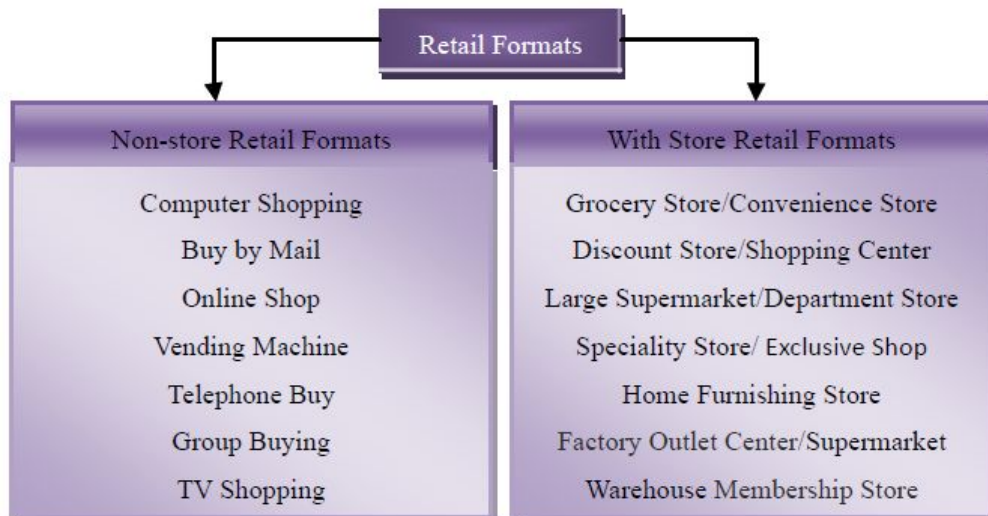 Retail Formats
Non-store Retail Formats
Computer Shopping
Buy by Mail
Online Shop
Vending Machine
Telephone Buy
Group Buying
TV Shopping
With Store Retail Formats
Grocery Store/Convenience Store
Discount Store/Shopping Center
Large Supermarket/Department Store
Speciality Store/ Exclusive Shop
Home Furnishing Store
Factory Outlet Center/Supermarket
Warehouse Membership Store